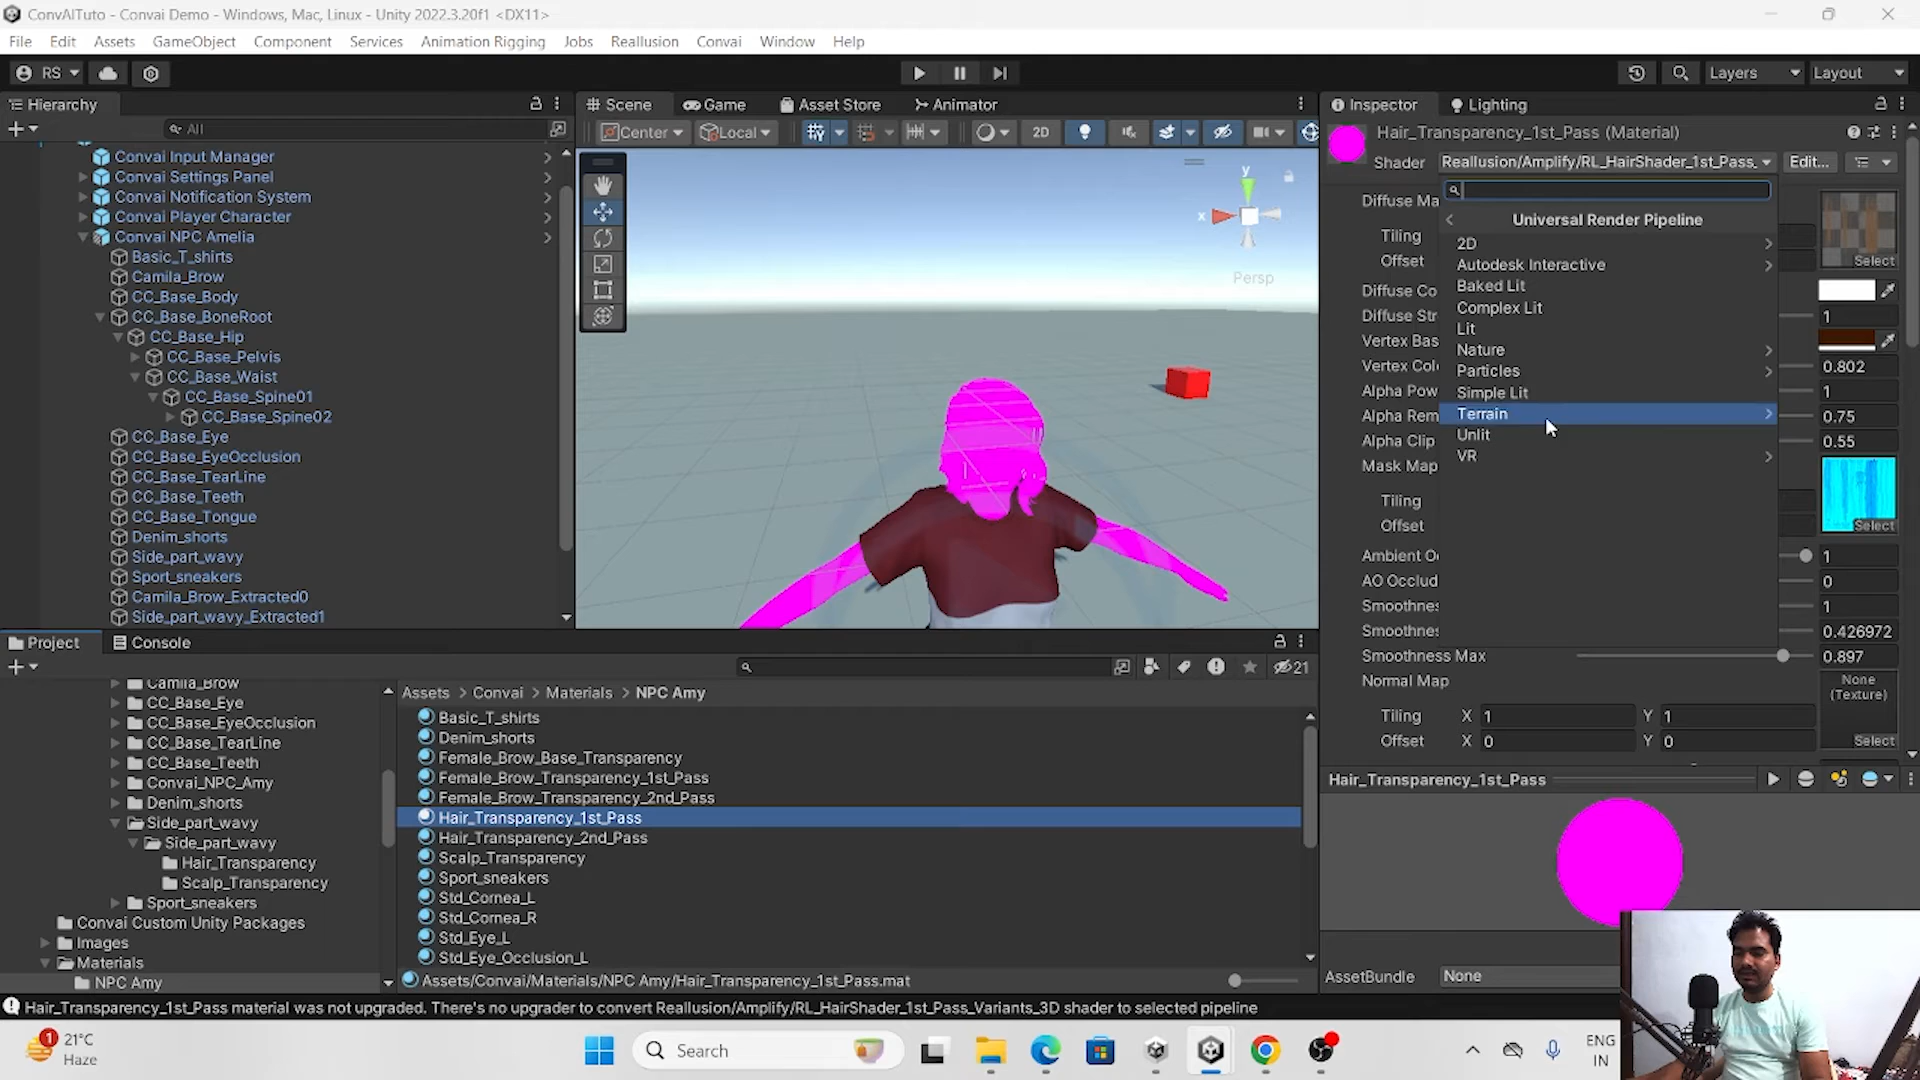 ConvAITuto - Convai Demo - Windows, Mac, Linux - Unity 2022.3.20f1 <DX11>
File Edit Assets GameObject Component Services Animation Rigging Jobs Reallusion Convai Window Help
RS Layers Layout
Hierarchy
All
Convai Input Manager
Convai Settings Panel
Convai Notification System
Convai Player Character
Convai NPC Amelia
Basic_T_shirts
Camila_Brow
CC_Base_Body
CC_Base_BoneRoot
CC_Base_Hip
CC_Base_Pelvis
CC_Base_Waist
CC_Base_Spine01
CC_Base_Spine02
CC_Base_Eye
CC_Base_EyeOcclusion
CC_Base_TearLine
CC_Base_Teeth
CC_Base_Tongue
Denim_shorts
Side_part_wavy
Sport_sneakers
Camila_Brow_Extracted0
Side_part_wavy_Extracted1
Scene Game Asset Store Animator
Center Local 2D
y
x
Persp
Inspector Lighting
Hair_Transparency_1st_Pass (Material)
Shader Reallusion/Amplify/RL_HairShader_1st_Pass_ Edit...
Universal Render Pipeline
2D
Autodesk Interactive
Baked Lit
Complex Lit
Lit
Nature
Particles
Simple Lit
Terrain
Unlit
VR
Diffuse Ma
Tiling
Offset Select
Diffuse Co
Diffuse Str 1
Vertex Bas
Vertex Col 0.802
Alpha Pow 1
Alpha Rem 0.75
Alpha Clip 0.55
Mask Map
Tiling
Offset Select
Ambient O 1
AO Occlud 0
Smoothne 1
Smoothne 0.426972
Smoothness Max 0.897
Normal Map None
(Texture)
Tiling X 1 Y 1
Offset X 0 Y 0 Select
Hair_Transparency_1st_Pass
AssetBundle None
Project Console
21
Camila_Brow
CC_Base_Eye
CC_Base_EyeOcclusion
CC_Base_TearLine
CC_Base_Teeth
Convai_NPC_Amy
Denim_shorts
Side_part_wavy
Side_part_wavy
Hair_Transparency
Scalp_Transparency
Sport_sneakers
Convai Custom Unity Packages
Images
Materials
NPC Amy
Assets > Convai > Materials > NPC Amy
Basic_T_shirts
Denim_shorts
Female_Brow_Base_Transparency
Female_Brow_Transparency_1st_Pass
Female_Brow_Transparency_2nd_Pass
Hair_Transparency_1st_Pass
Hair_Transparency_2nd_Pass
Scalp_Transparency
Sport_sneakers
Std_Cornea_L
Std_Cornea_R
Std_Eye_L
Std_Eye_Occlusion_L
Assets/Convai/Materials/NPC Amy/Hair_Transparency_1st_Pass.mat
Hair_Transparency_1st_Pass material was not upgraded. There's no upgrader to convert Reallusion/Amplify/RL_HairShader_1st_Pass_Variants_3D shader to selected pipeline
1
21°C
Haze
Search
ENG
IN